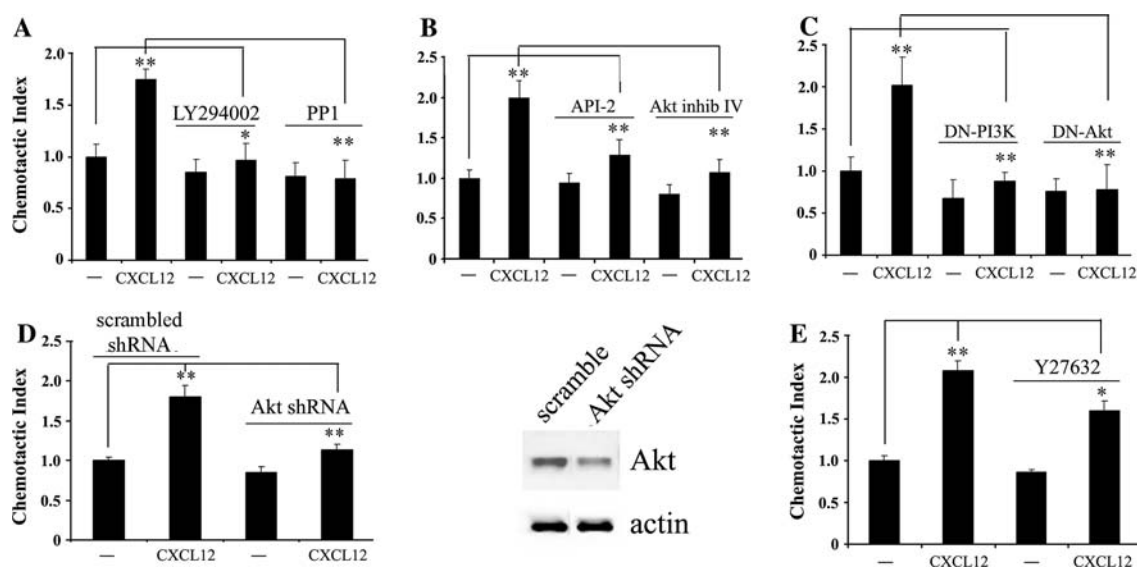 A
Chemotactic Index
2.0
1.5
1.0
0.5
0
**
LY294002
*
PP1
**
— CXCL12 — CXCL12 — CXCL12
B
2.5
2.0
1.5
1.0
0.5
0
**
API-2
**
Akt inhib IV
**
— CXCL12 — CXCL12 — CXCL12
C
2.5
2.0
1.5
1.0
0.5
0
**
DN-PI3K
**
DN-Akt
**
— CXCL12 — CXCL12 — CXCL12
D
scrambled
shRNA
Chemotactic Index
2.5
2.0
1.5
1.0
0.5
0
**
Akt shRNA
**
— CXCL12 — CXCL12
scramble
Akt shRNA
Akt
actin
E
Chemotactic Index
2.5
2.0
1.5
1.0
0.5
0
**
Y27632
*
— CXCL12 — CXCL12